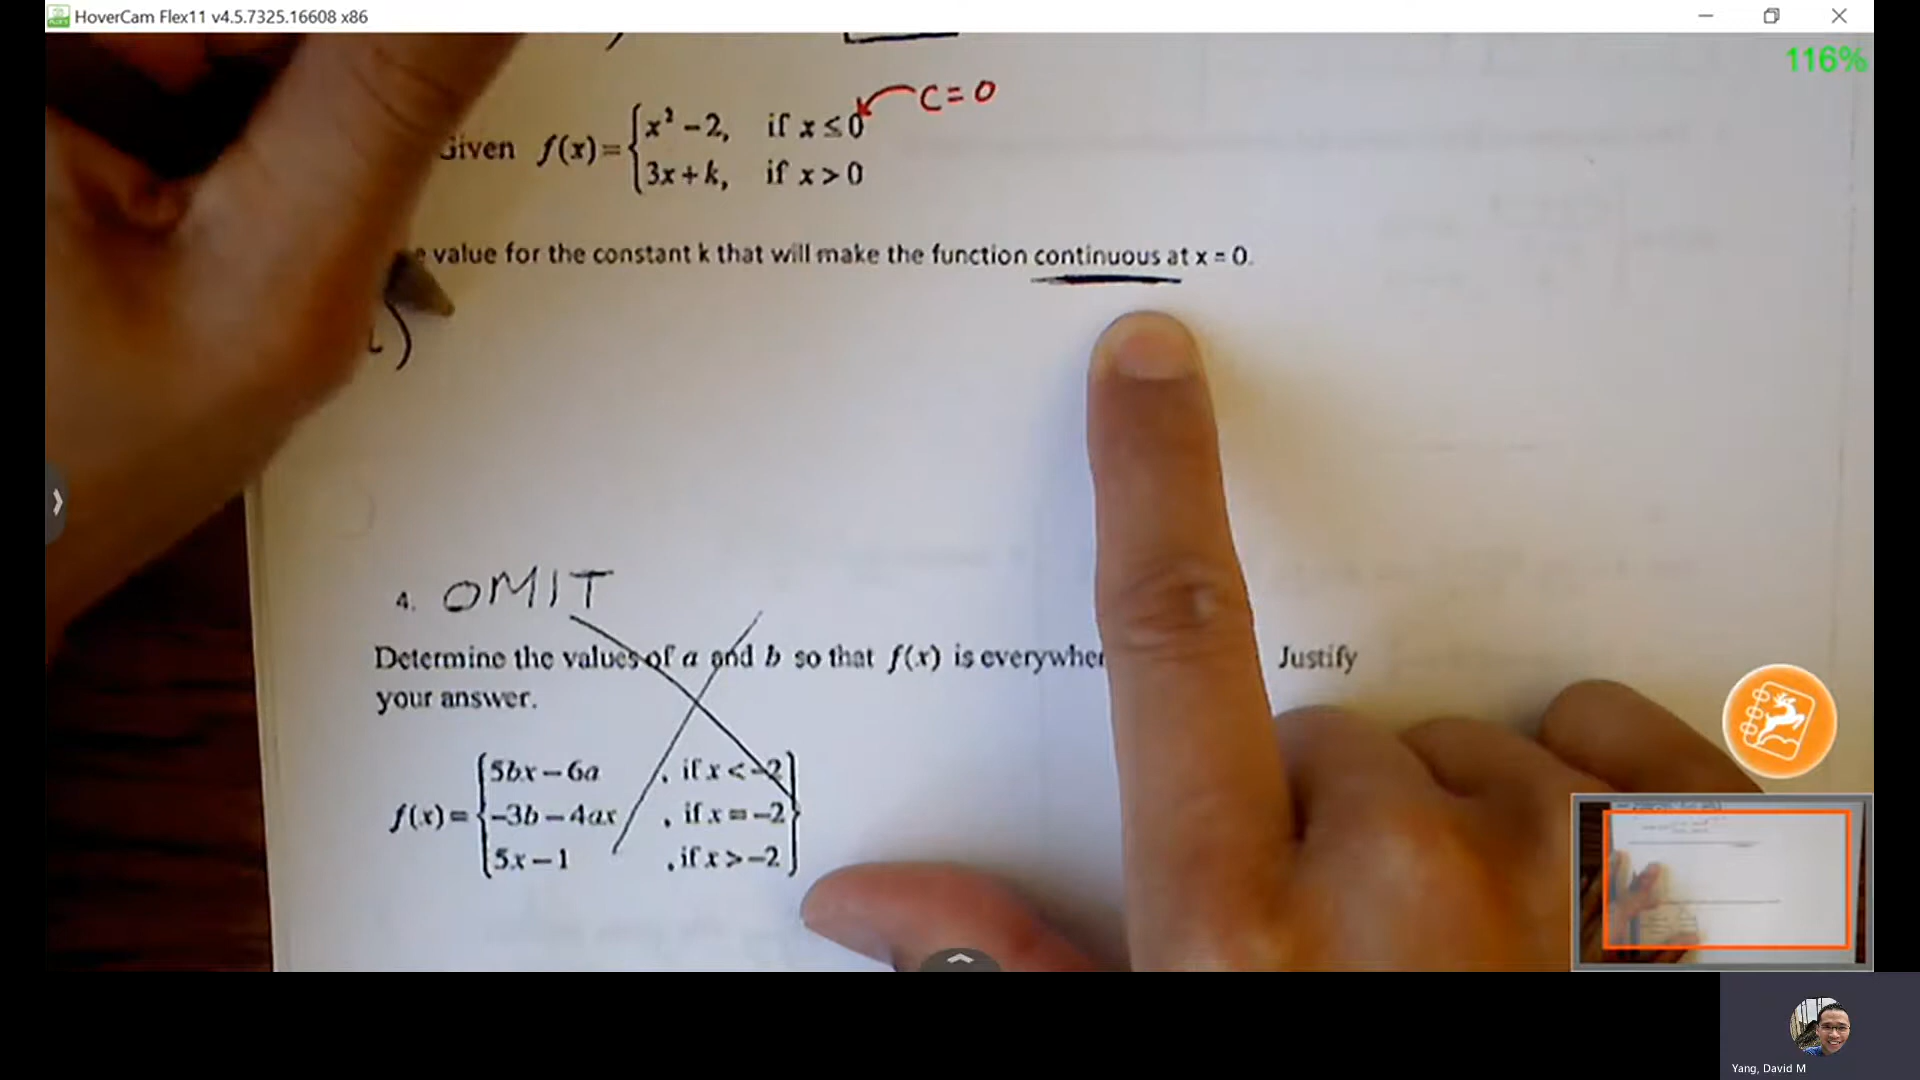 HoverCam Flex11 v4.5.7325.16608 x86
116%
C = 0
Given f(x) = { x² − 2, if x ≤ 0
3x + k, if x > 0
value for the constant k that will make the function continuous at x = 0.
)
4. OMIT
Determine the values of a and b so that f(x) is Justify
your answer.
5bx − 6a , if x < −2
f(x) = { −3b − 4ax , if x = −2 }
5x − 1 , if x > −2
Yang, David M